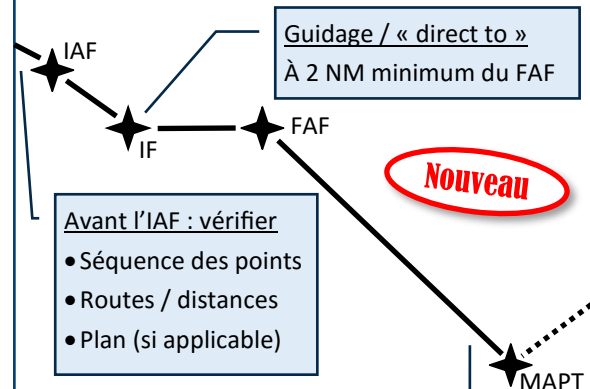 IAF
Guidage / « direct to »
À 2 NM minimum du FAF
IF
FAF
Nouveau
Avant l'IAF : vérifier
• Séquence des points
• Routes / distances
• Plan (si applicable)
MAPT